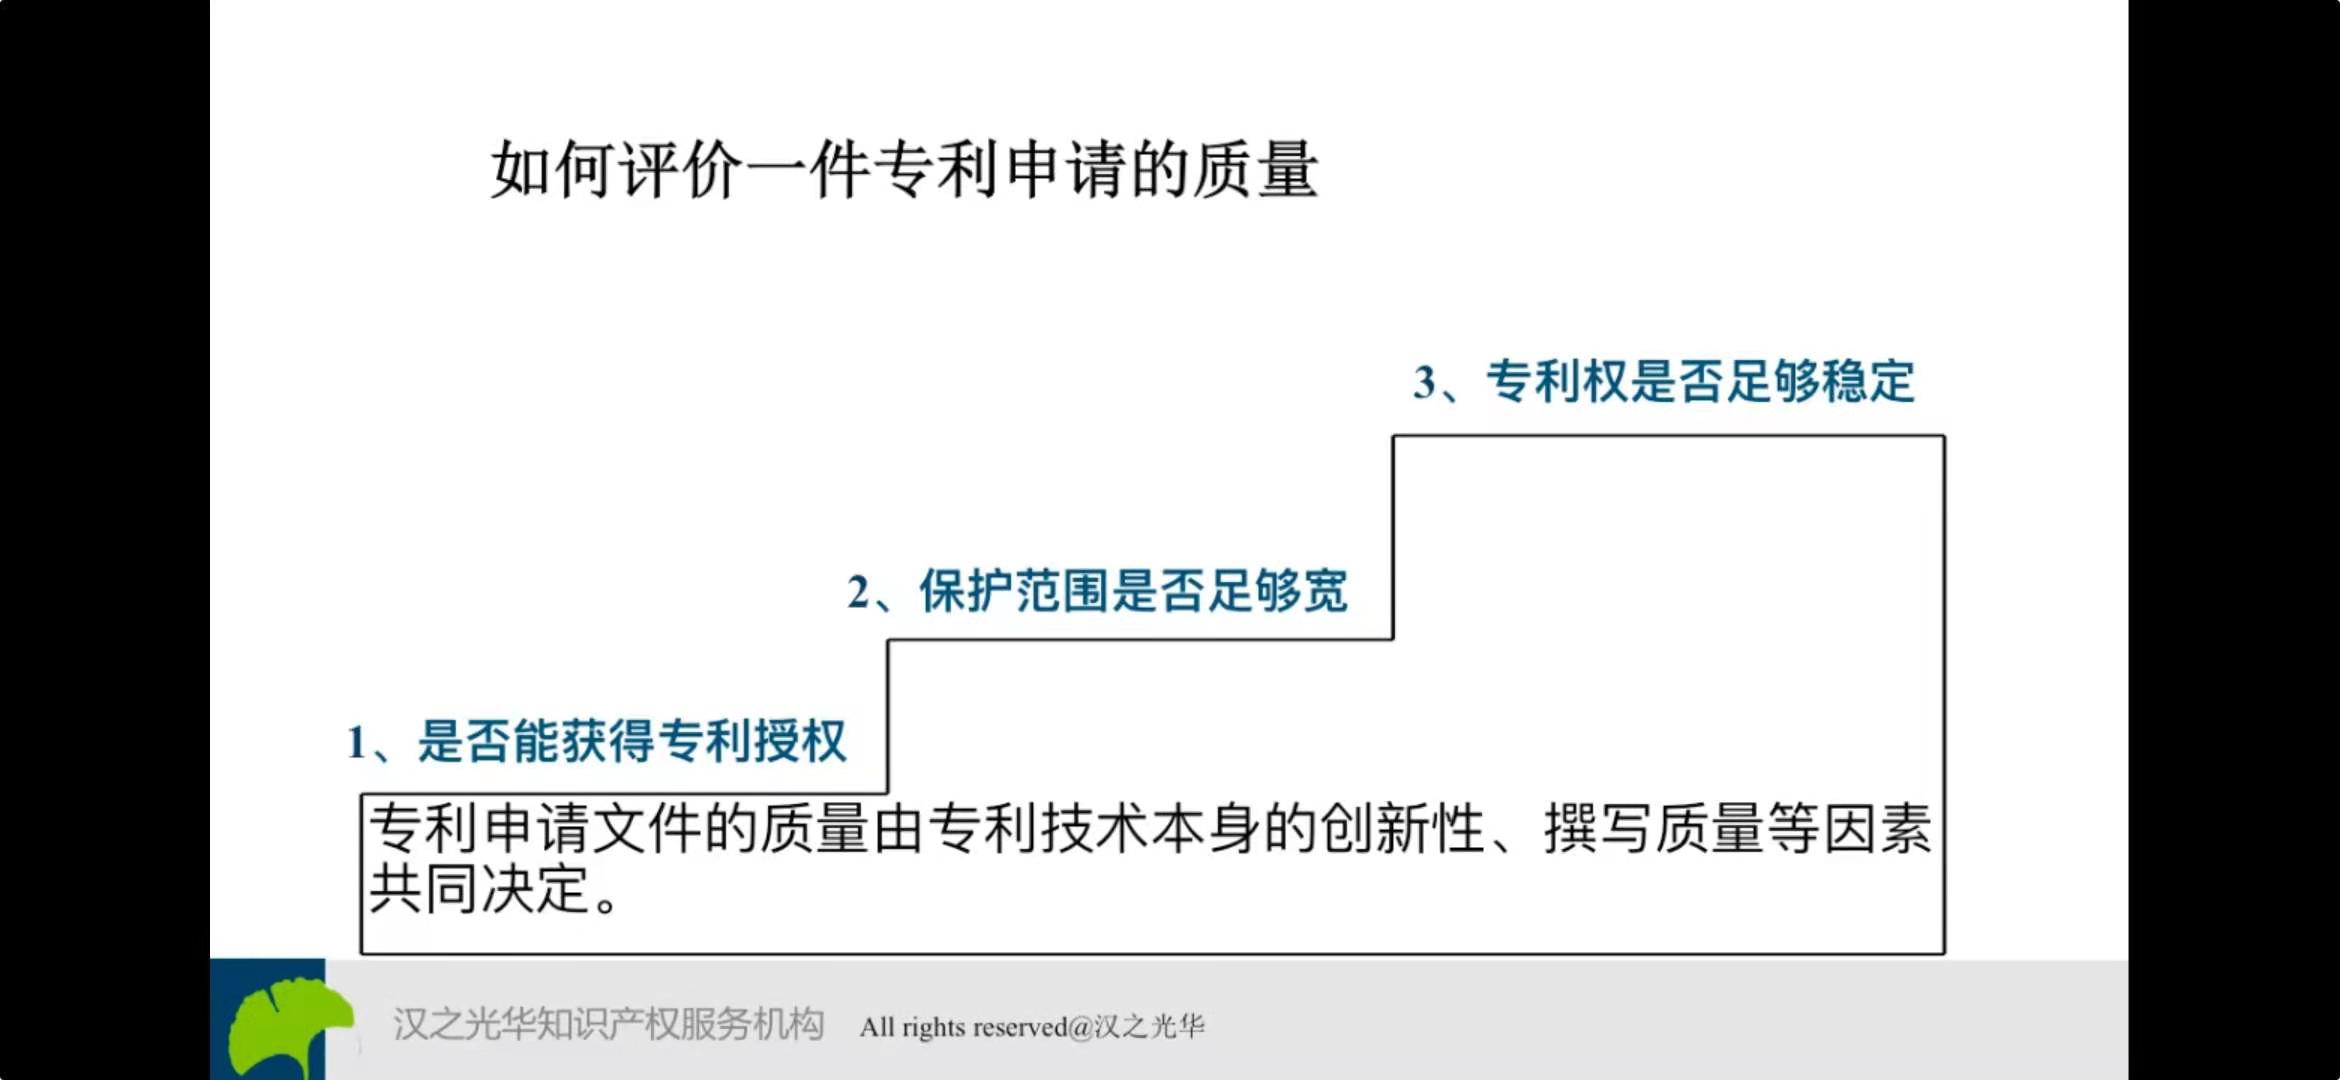 如何评价一件专利申请的质量
3、专利权是否足够稳定
2、保护范围是否足够宽
1、是否能获得专利授权
专利申请文件的质量由专利技术本身的创新性、撰写质量等因素
共同决定。
汉之光华知识产权服务机构 All rights reserved@汉之光华